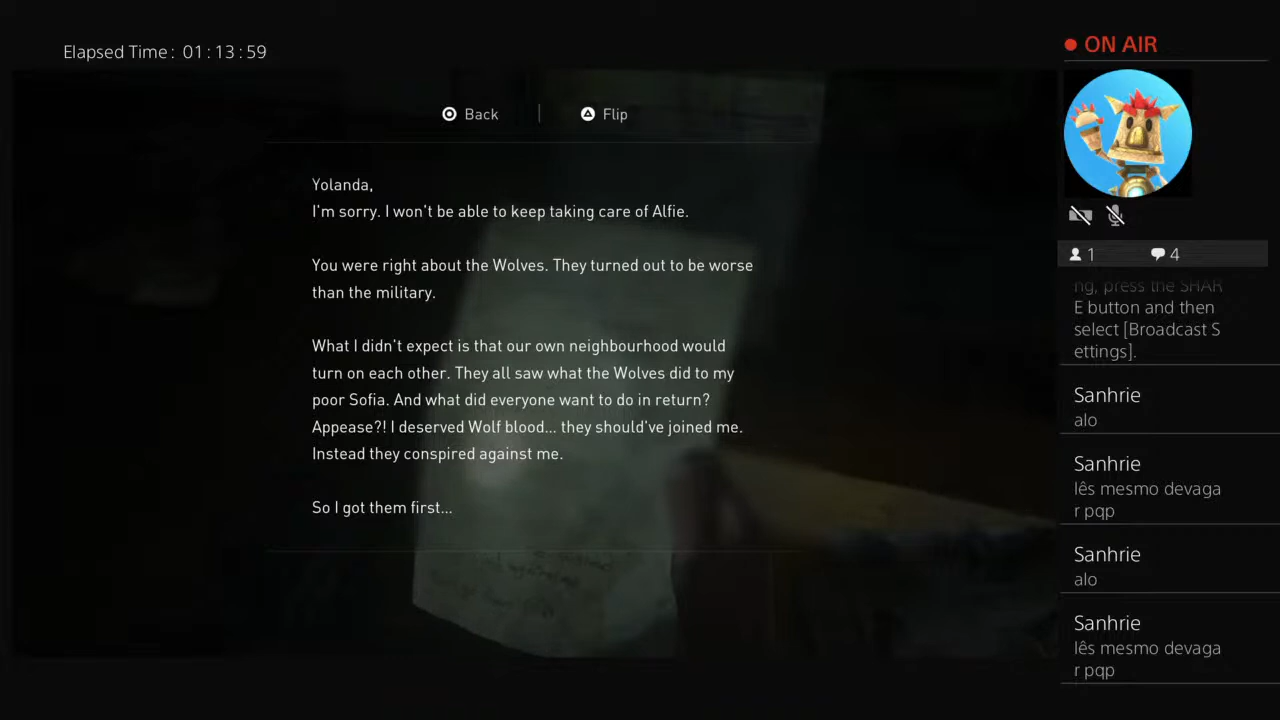 Elapsed Time: 01:13:59
Back
Flip
Yolanda,
I'm sorry. I won't be able to keep taking care of Alfie.
You were right about the Wolves. They turned out to be worse
than the military.
What I didn't expect is that our own neighbourhood would
turn on each other. They all saw what the Wolves did to my
poor Sofia. And what did everyone want to do in return?
Appease?! I deserved Wolf blood... they should've joined me.
Instead they conspired against me.
So I got them first...
ON AIR
1
4
ng, press the SHAR
E button and then
select [Broadcast S
ettings].
Sanhrie
alo
Sanhrie
lês mesmo devaga
r pqp
Sanhrie
alo
Sanhrie
lês mesmo devaga
r pqp